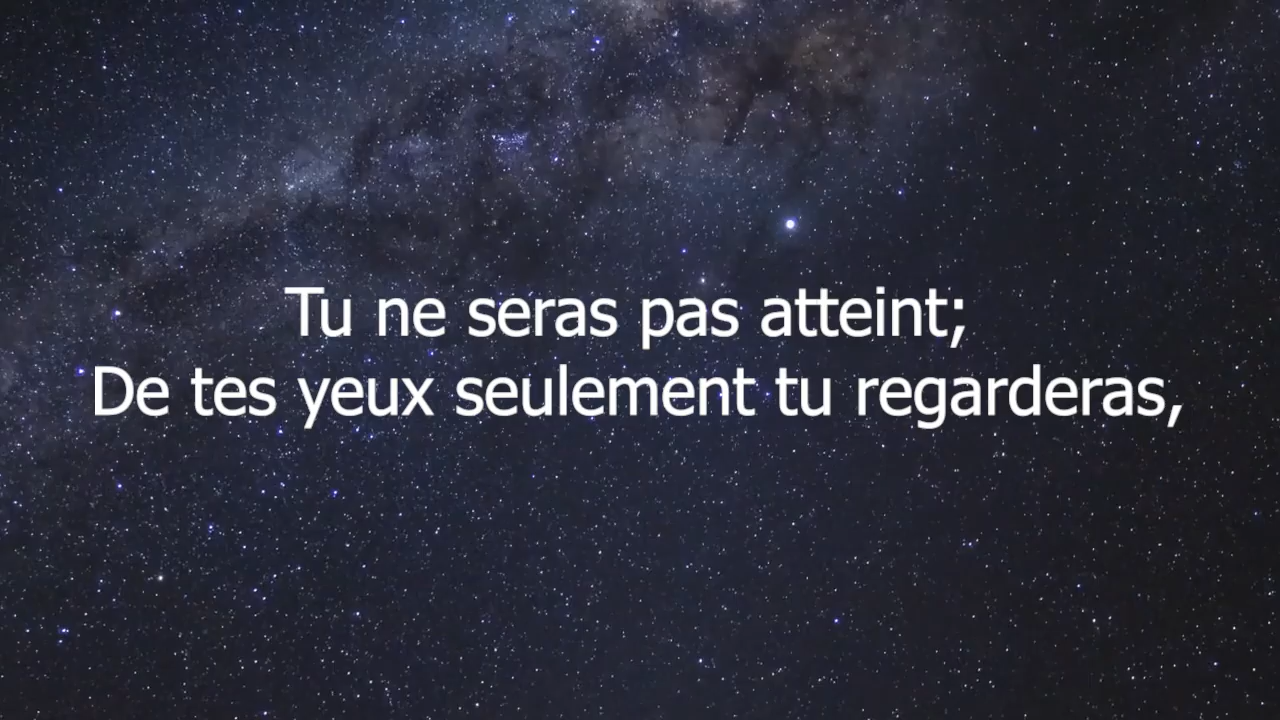 Tu ne seras pas atteint;
De tes yeux seulement tu regarderas,